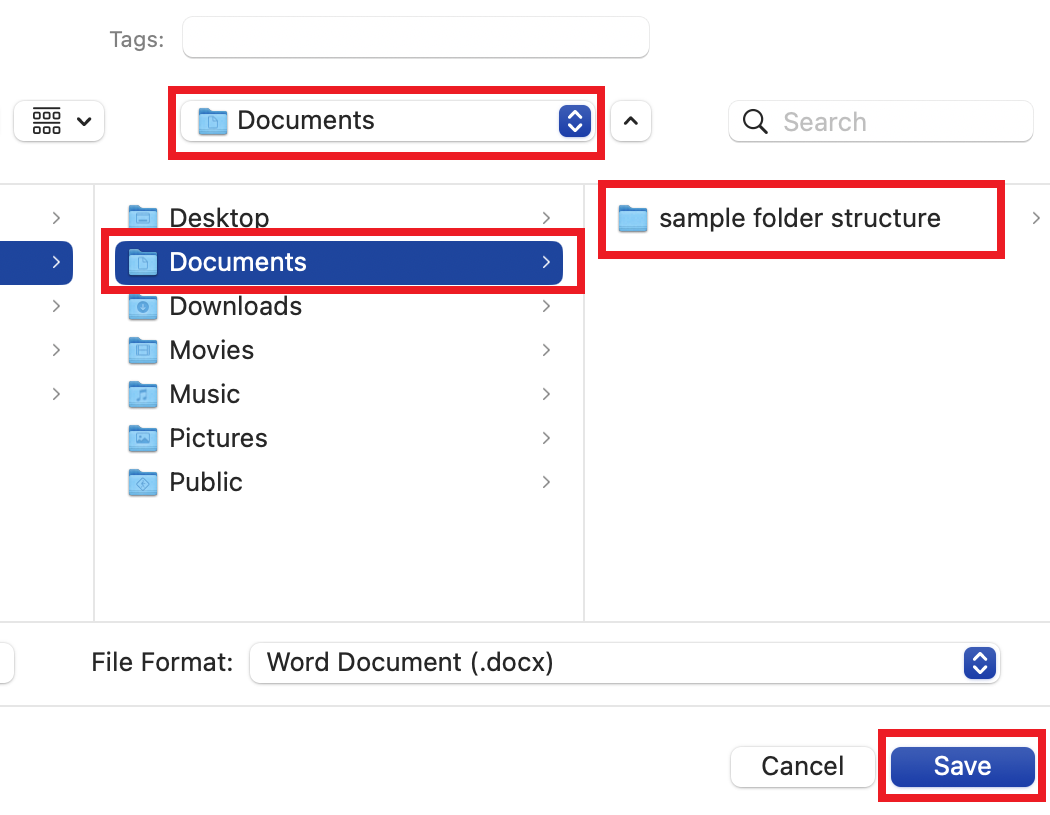 Tags:
Documents
Search
Desktop
Documents
Downloads
Movies
Music
Pictures
Public
sample folder structure
File Format: Word Document (.docx)
Cancel Save